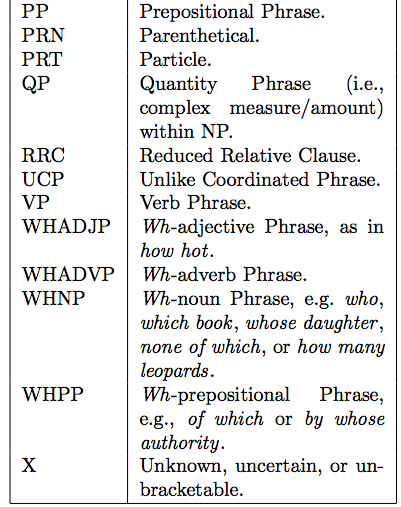 PP Prepositional Phrase.
PRN Parenthetical.
PRT Particle.
QP Quantity Phrase (i.e.,
complex measure/amount)
within NP.
RRC Reduced Relative Clause.
UCP Unlike Coordinated Phrase.
VP Verb Phrase.
WHADJP Wh-adjective Phrase, as in
how hot.
WHADVP Wh-adverb Phrase.
WHNP Wh-noun Phrase, e.g. who,
which book, whose daughter,
none of which, or how many
leopards.
WHPP Wh-prepositional Phrase,
e.g., of which or by whose
authority.
X Unknown, uncertain, or un-
bracketable.